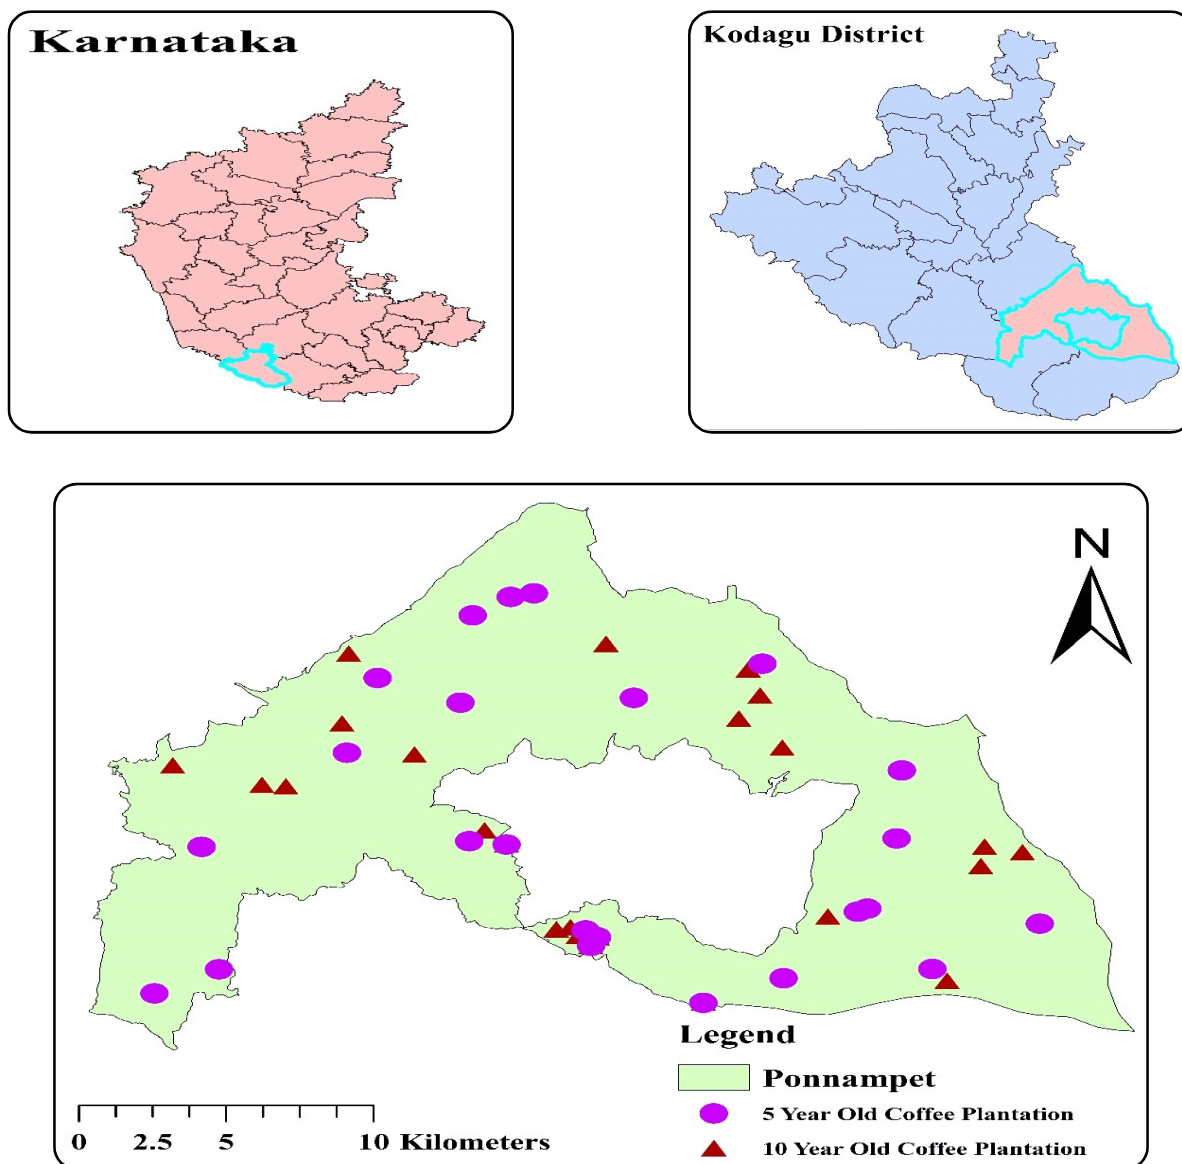 Karnataka
Kodagu District
N
Legend
Ponnampet
5 Year Old Coffee Plantation
10 Year Old Coffee Plantation
0 2.5 5 10 Kilometers